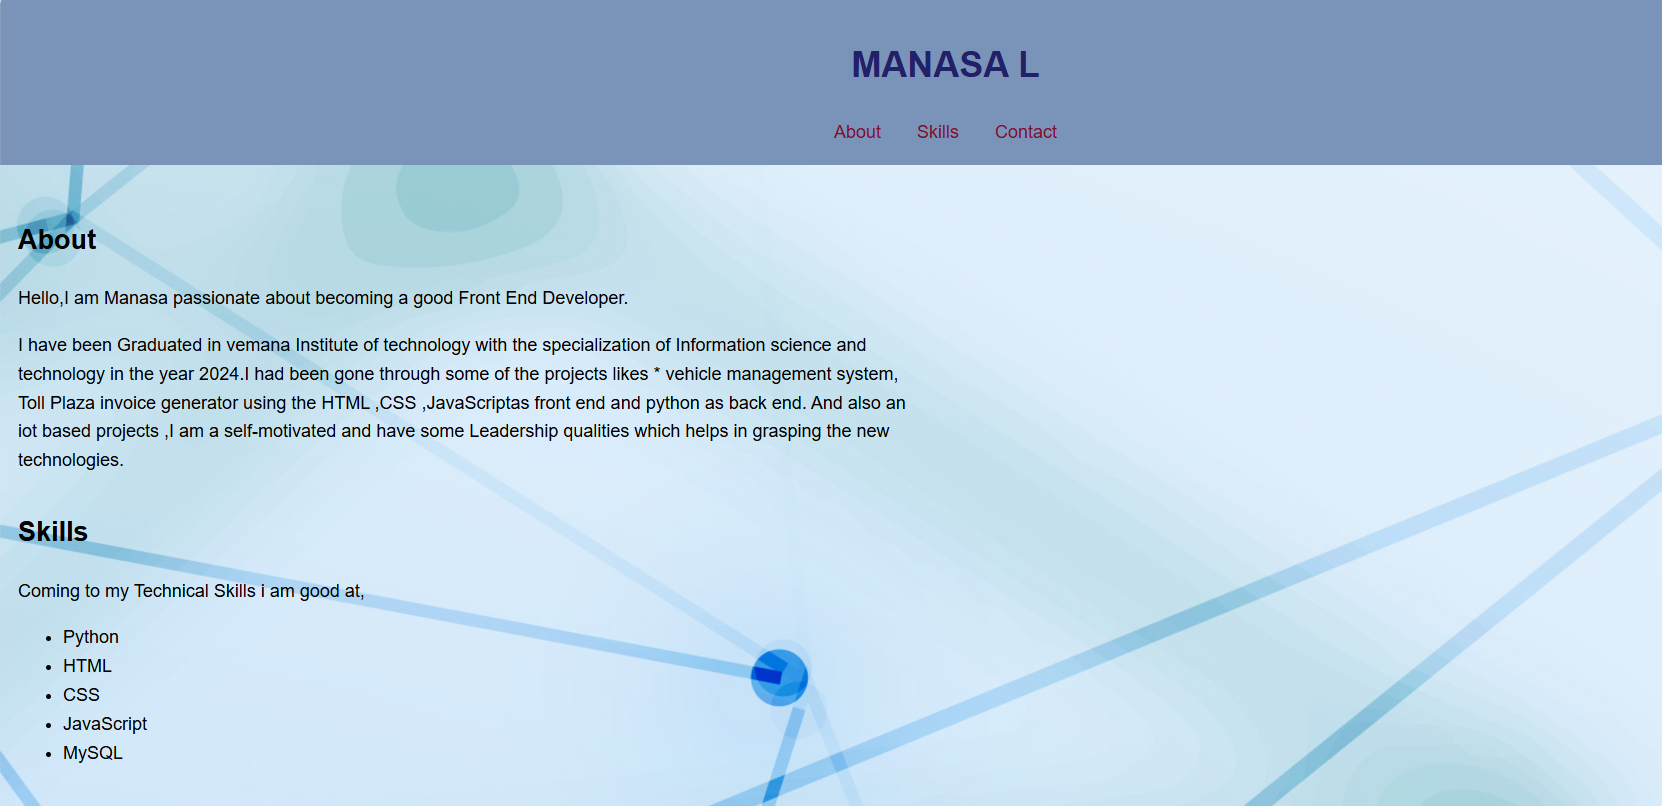 MANASA L
About Skills Contact
About
Hello,I am Manasa passionate about becoming a good Front End Developer.
I have been Graduated in vemana Institute of technology with the specialization of Information science and
technology in the year 2024.I had been gone through some of the projects likes * vehicle management system,
Toll Plaza invoice generator using the HTML ,CSS ,JavaScriptas front end and python as back end. And also an
iot based projects ,I am a self-motivated and have some Leadership qualities which helps in grasping the new
technologies.
Skills
Coming to my Technical Skills i am good at,
• Python
• HTML
• CSS
• JavaScript
• MySQL